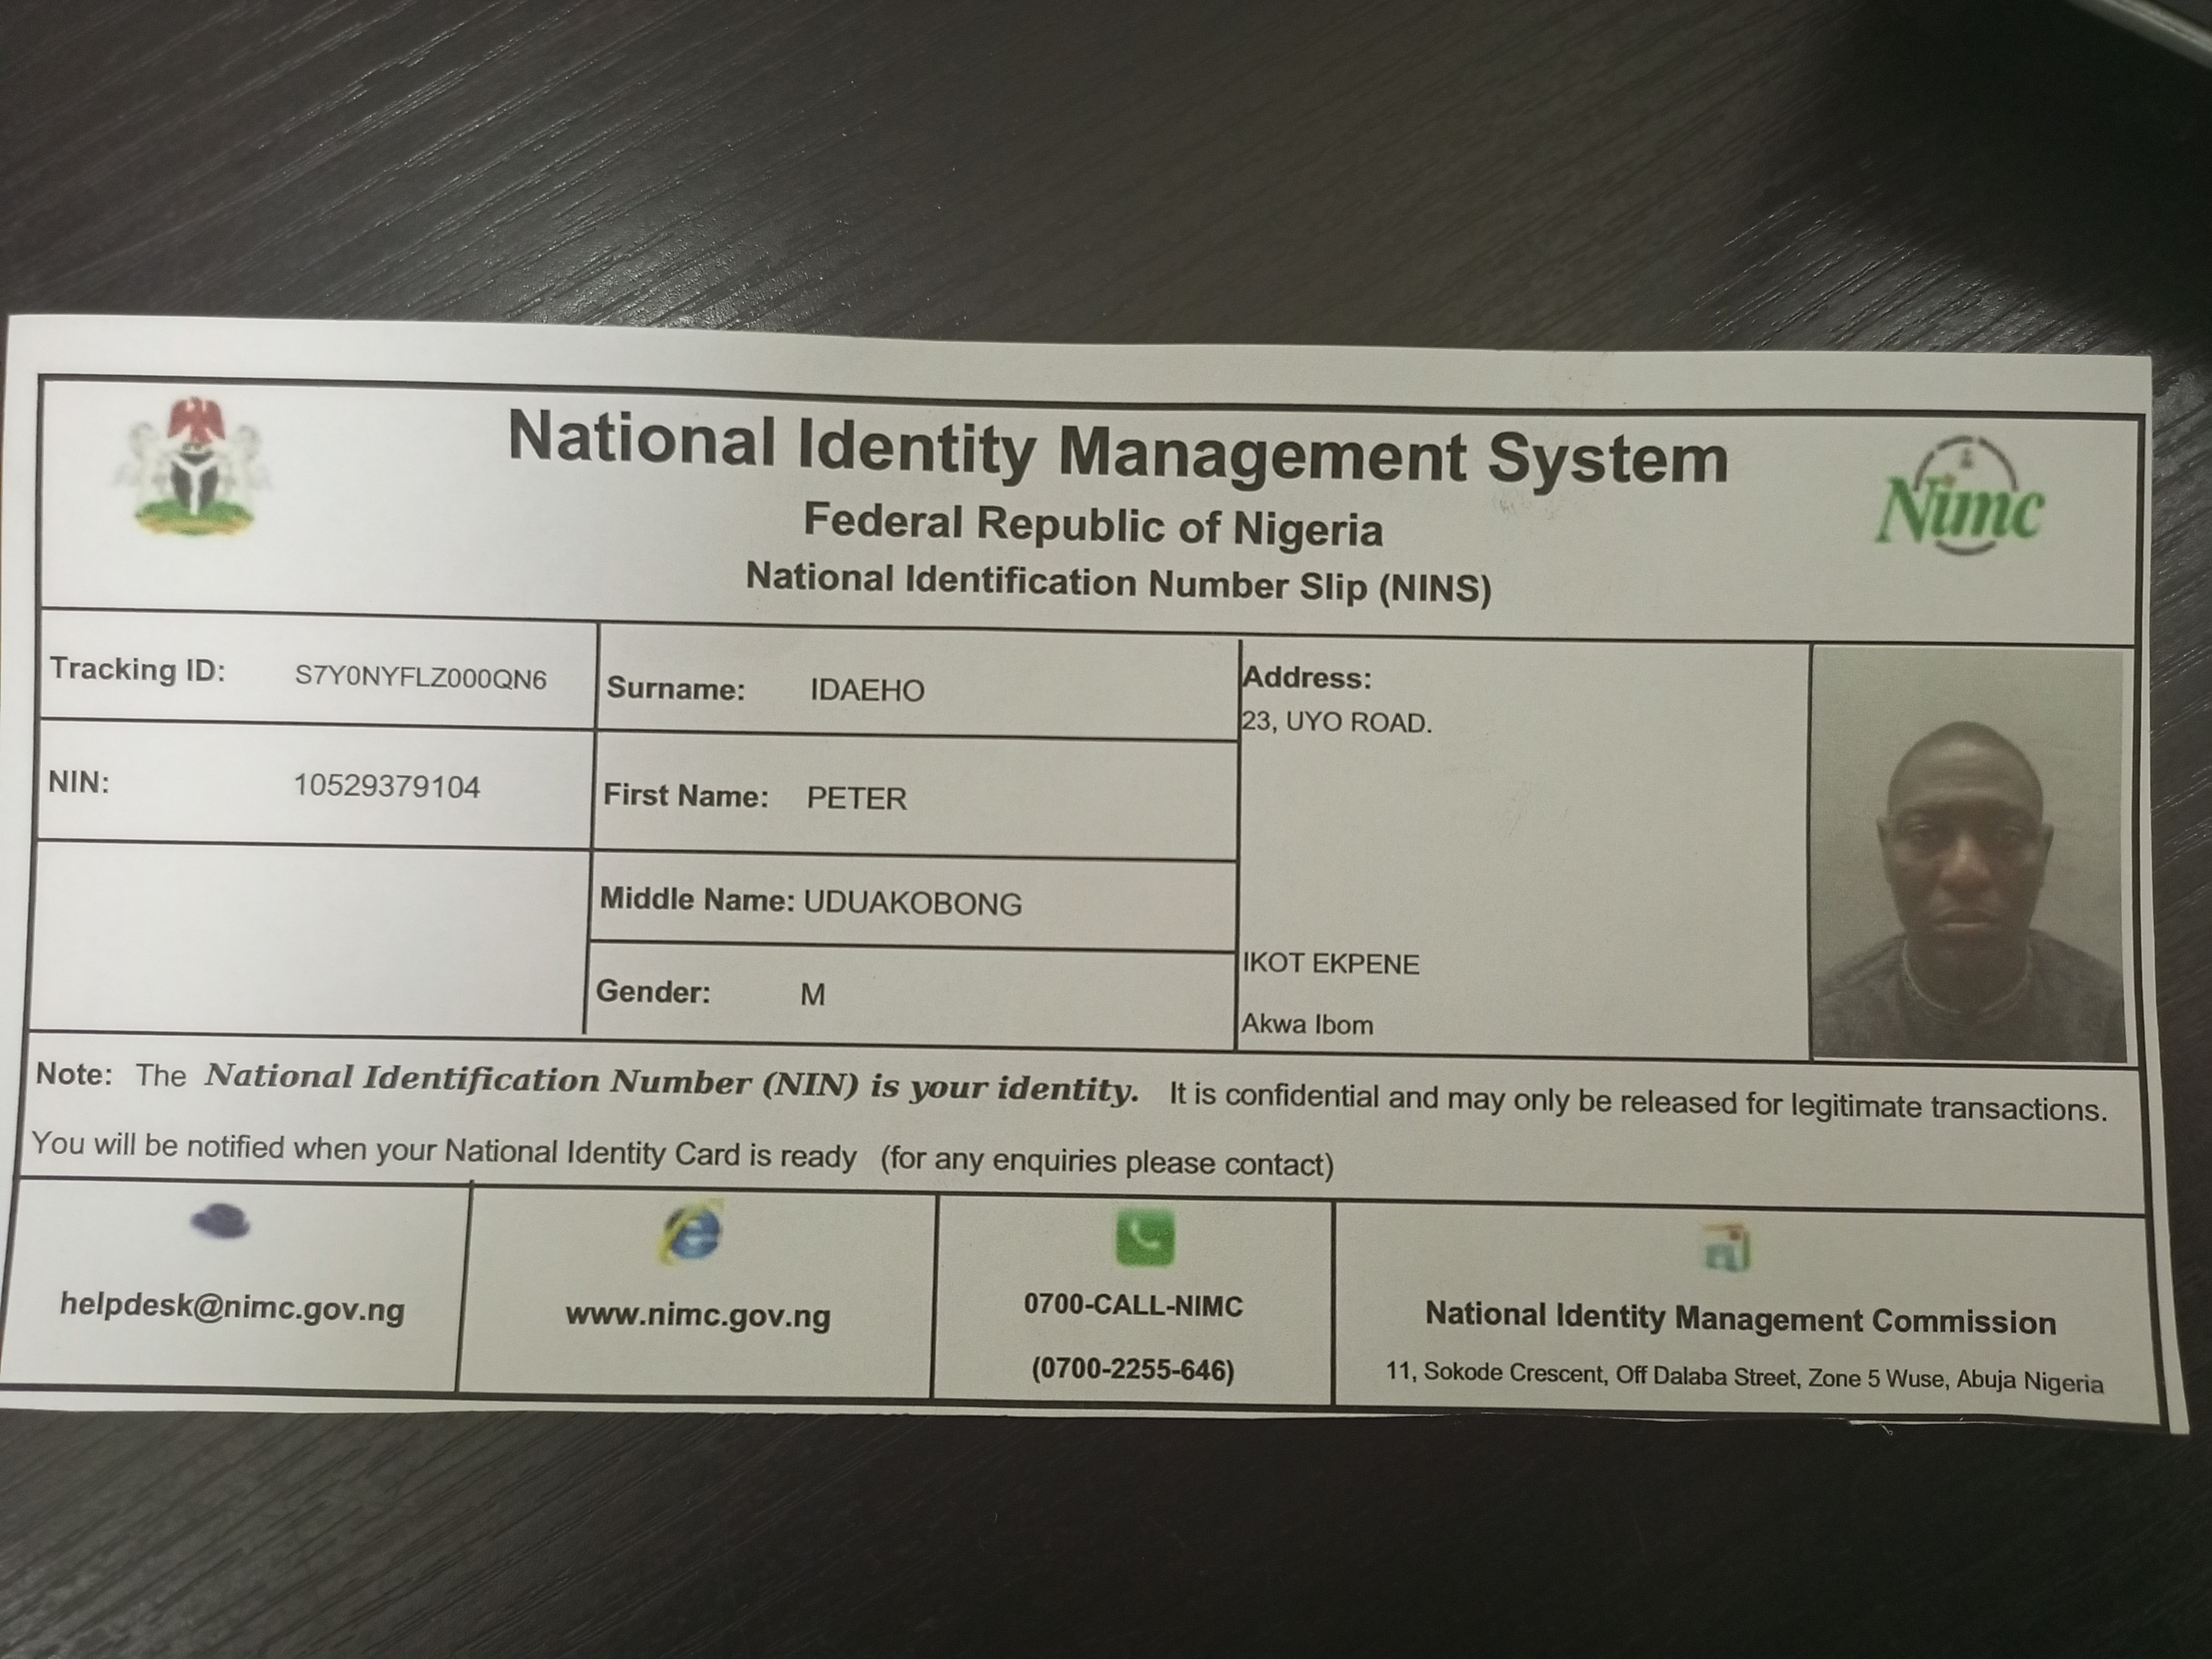 National Identity Management System
Federal Republic of Nigeria
National Identification Number Slip (NINS)
Nimc
Tracking ID: S7Y0NYFLZ000QN6
NIN: 10529379104
Surname: IDAEHO
First Name: PETER
Middle Name: UDUAKOBONG
Gender: M
Address:
23, UYO ROAD.
IKOT EKPENE
Akwa Ibom
Note: The National Identification Number (NIN) is your identity. It is confidential and may only be released for legitimate transactions.
You will be notified when your National Identity Card is ready (for any enquiries please contact)
helpdesk@nimc.gov.ng
www.nimc.gov.ng
0700-CALL-NIMC
(0700-2255-646)
National Identity Management Commission
11, Sokode Crescent, Off Dalaba Street, Zone 5 Wuse, Abuja Nigeria